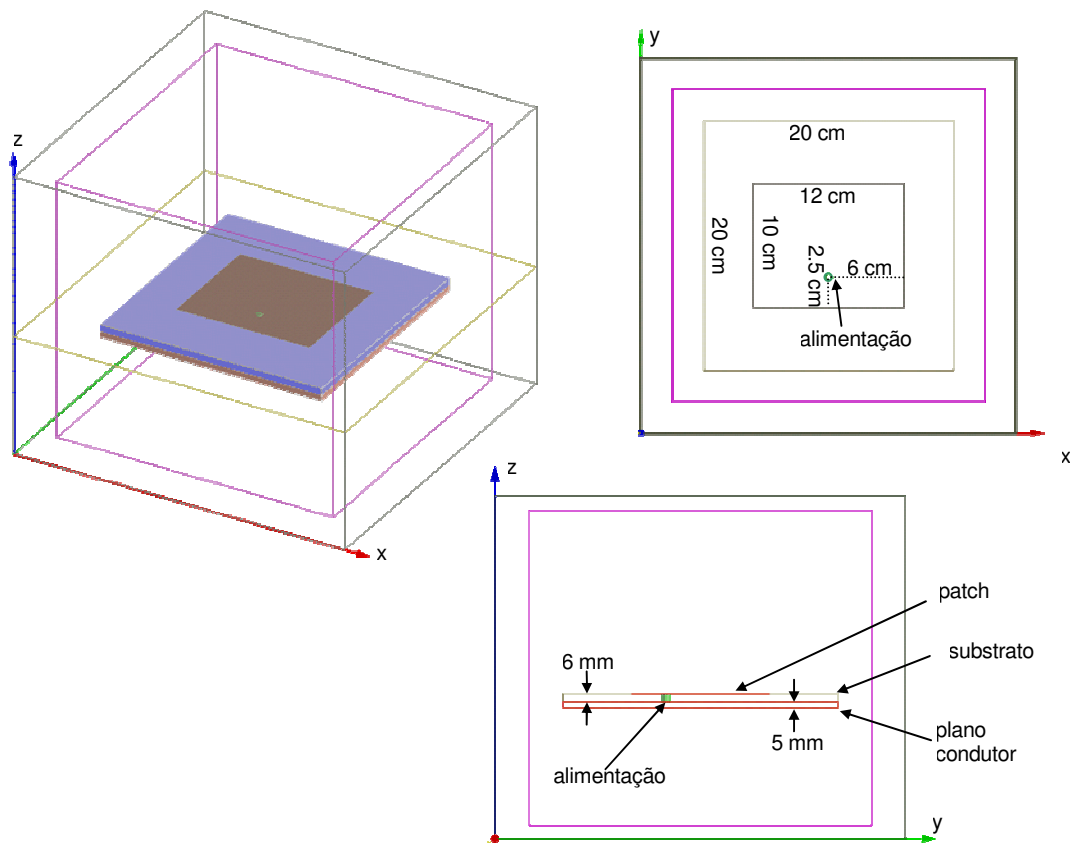 z
x
y
20 cm
12 cm
20 cm
10 cm
2.5 cm
6 cm
alimentação
x
z
patch
substrato
6 mm
plano
condutor
5 mm
alimentação
y